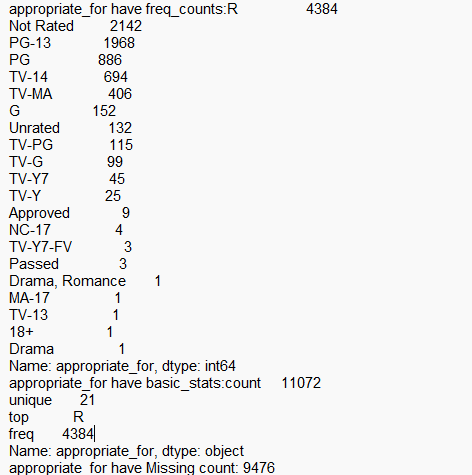 appropriate_for have freq_counts:R 4384
Not Rated 2142
PG-13 1968
PG 886
TV-14 694
TV-MA 406
G 152
Unrated 132
TV-PG 115
TV-G 99
TV-Y7 45
TV-Y 25
Approved 9
NC-17 4
TV-Y7-FV 3
Passed 3
Drama, Romance 1
MA-17 1
TV-13 1
18+ 1
Drama 1
Name: appropriate_for, dtype: int64
appropriate_for have basic_stats:count 11072
unique 21
top R
freq 4384
Name: appropriate_for, dtype: object
appropriate_for have Missing count: 9476